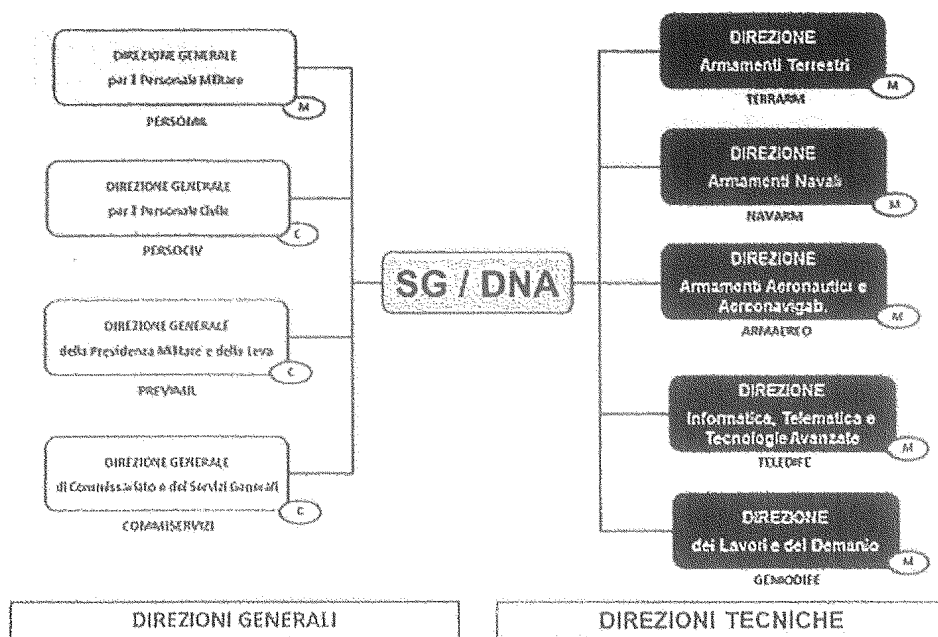 DIREZIONE GENERALE
per il Personale Militare
M
PERSOMIL
DIREZIONE GENERALE
per il Personale Civile
C
PERSOCIV
DIREZIONE GENERALE
della Previdenza Militare e della Leva
C
PREVIMIL
DIREZIONE GENERALE
di Commissariato e dei Servizi Generali
C
COMMISERVIZI
SG / DNA
DIREZIONE
Armamenti Terrestri
M
TERRARM
DIREZIONE
Armamenti Navali
M
NAVARM
DIREZIONE
Armamenti Aeronautici e
Aereonavigab.
M
ARMAEREO
DIREZIONE
Informatica, Telematica e
Tecnologie Avanzate
M
TELEDIFE
DIREZIONE
dei Lavori e del Demanio
M
GENIODIFE
DIREZIONI GENERALI
DIREZIONI TECNICHE